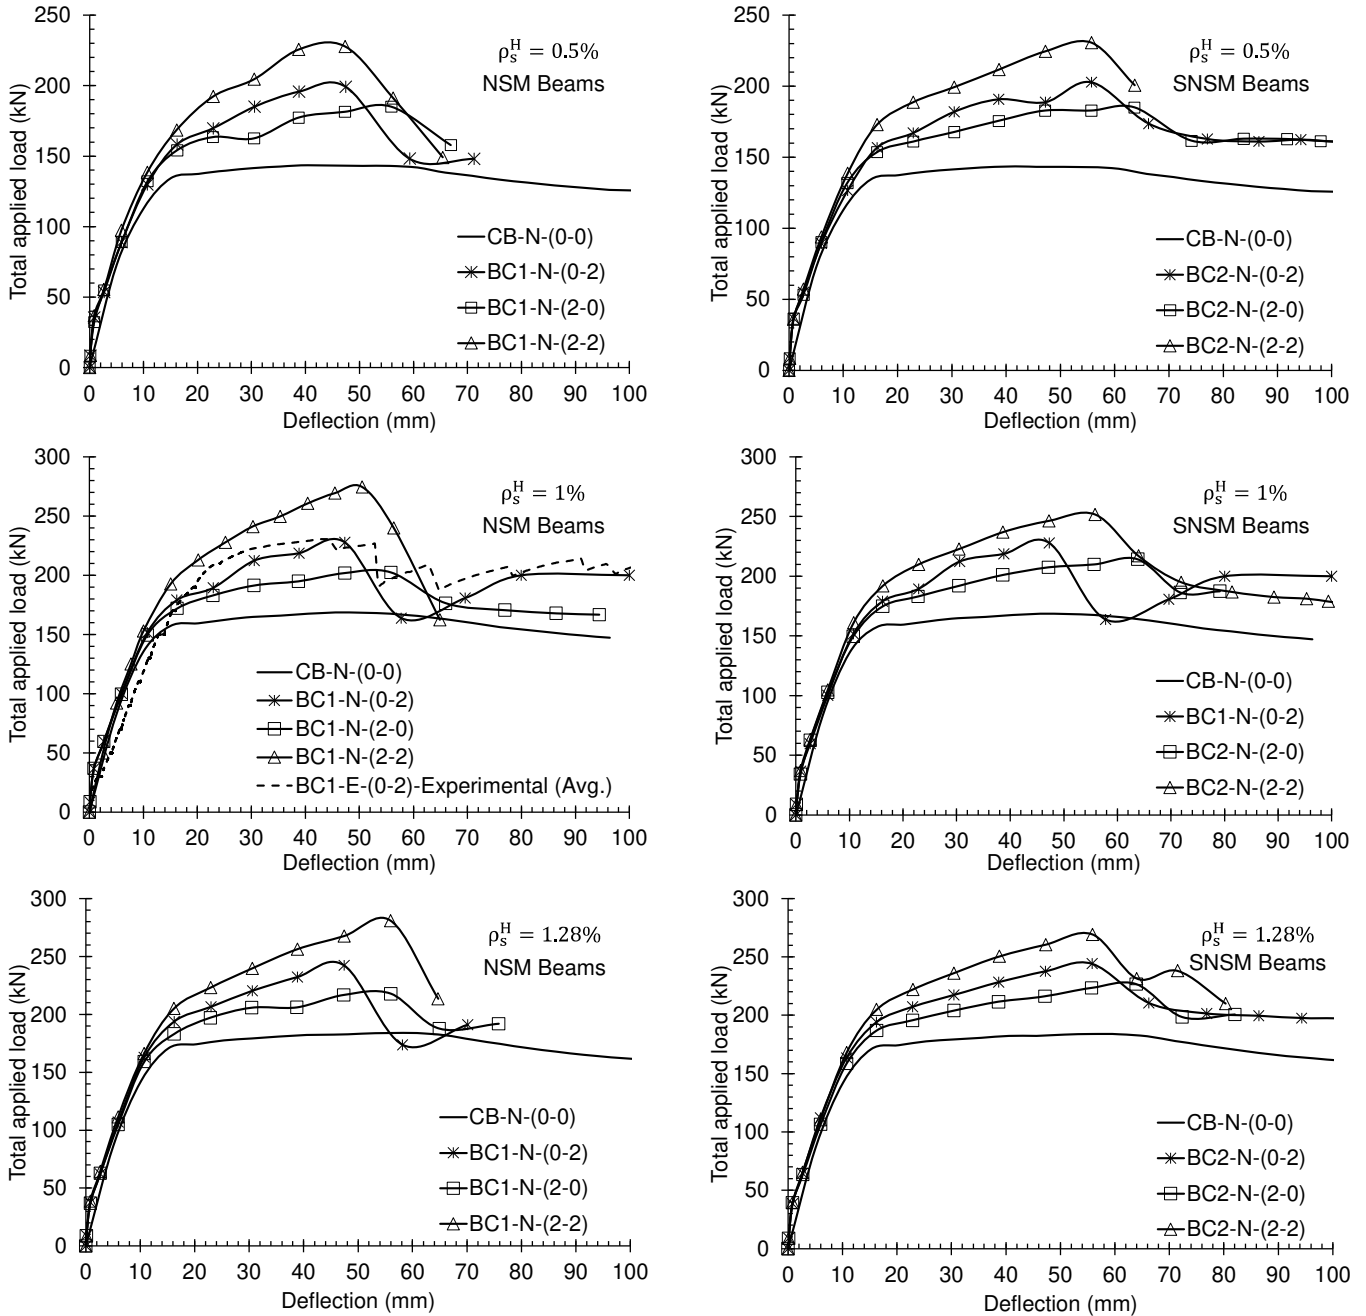 250
200
150
100
50
0
Total applied load (kN)
ρₛᴴ = 0.5%
NSM Beams
CB-N-(0-0)
BC1-N-(0-2)
BC1-N-(2-0)
BC1-N-(2-2)
0 10 20 30 40 50 60 70 80 90 100
Deflection (mm)
250
200
150
100
50
0
Total applied load (kN)
ρₛᴴ = 0.5%
SNSM Beams
CB-N-(0-0)
BC2-N-(0-2)
BC2-N-(2-0)
BC2-N-(2-2)
0 10 20 30 40 50 60 70 80 90 100
Deflection (mm)
300
250
200
150
100
50
0
Total applied load (kN)
ρₛᴴ = 1%
NSM Beams
CB-N-(0-0)
BC1-N-(0-2)
BC1-N-(2-0)
BC1-N-(2-2)
BC1-E-(0-2)-Experimental (Avg.)
0 10 20 30 40 50 60 70 80 90 100
Deflection (mm)
300
250
200
150
100
50
0
Total applied load (kN)
ρₛᴴ = 1%
SNSM Beams
CB-N-(0-0)
BC1-N-(0-2)
BC2-N-(2-0)
BC2-N-(2-2)
0 10 20 30 40 50 60 70 80 90 100
Deflection (mm)
300
250
200
150
100
50
0
Total applied load (kN)
ρₛᴴ = 1.28%
NSM Beams
CB-N-(0-0)
BC1-N-(0-2)
BC1-N-(2-0)
BC1-N-(2-2)
0 10 20 30 40 50 60 70 80 90 100
Deflection (mm)
300
250
200
150
100
50
0
Total applied load (kN)
ρₛᴴ = 1.28%
SNSM Beams
CB-N-(0-0)
BC2-N-(0-2)
BC2-N-(2-0)
BC2-N-(2-2)
0 10 20 30 40 50 60 70 80 90 100
Deflection (mm)